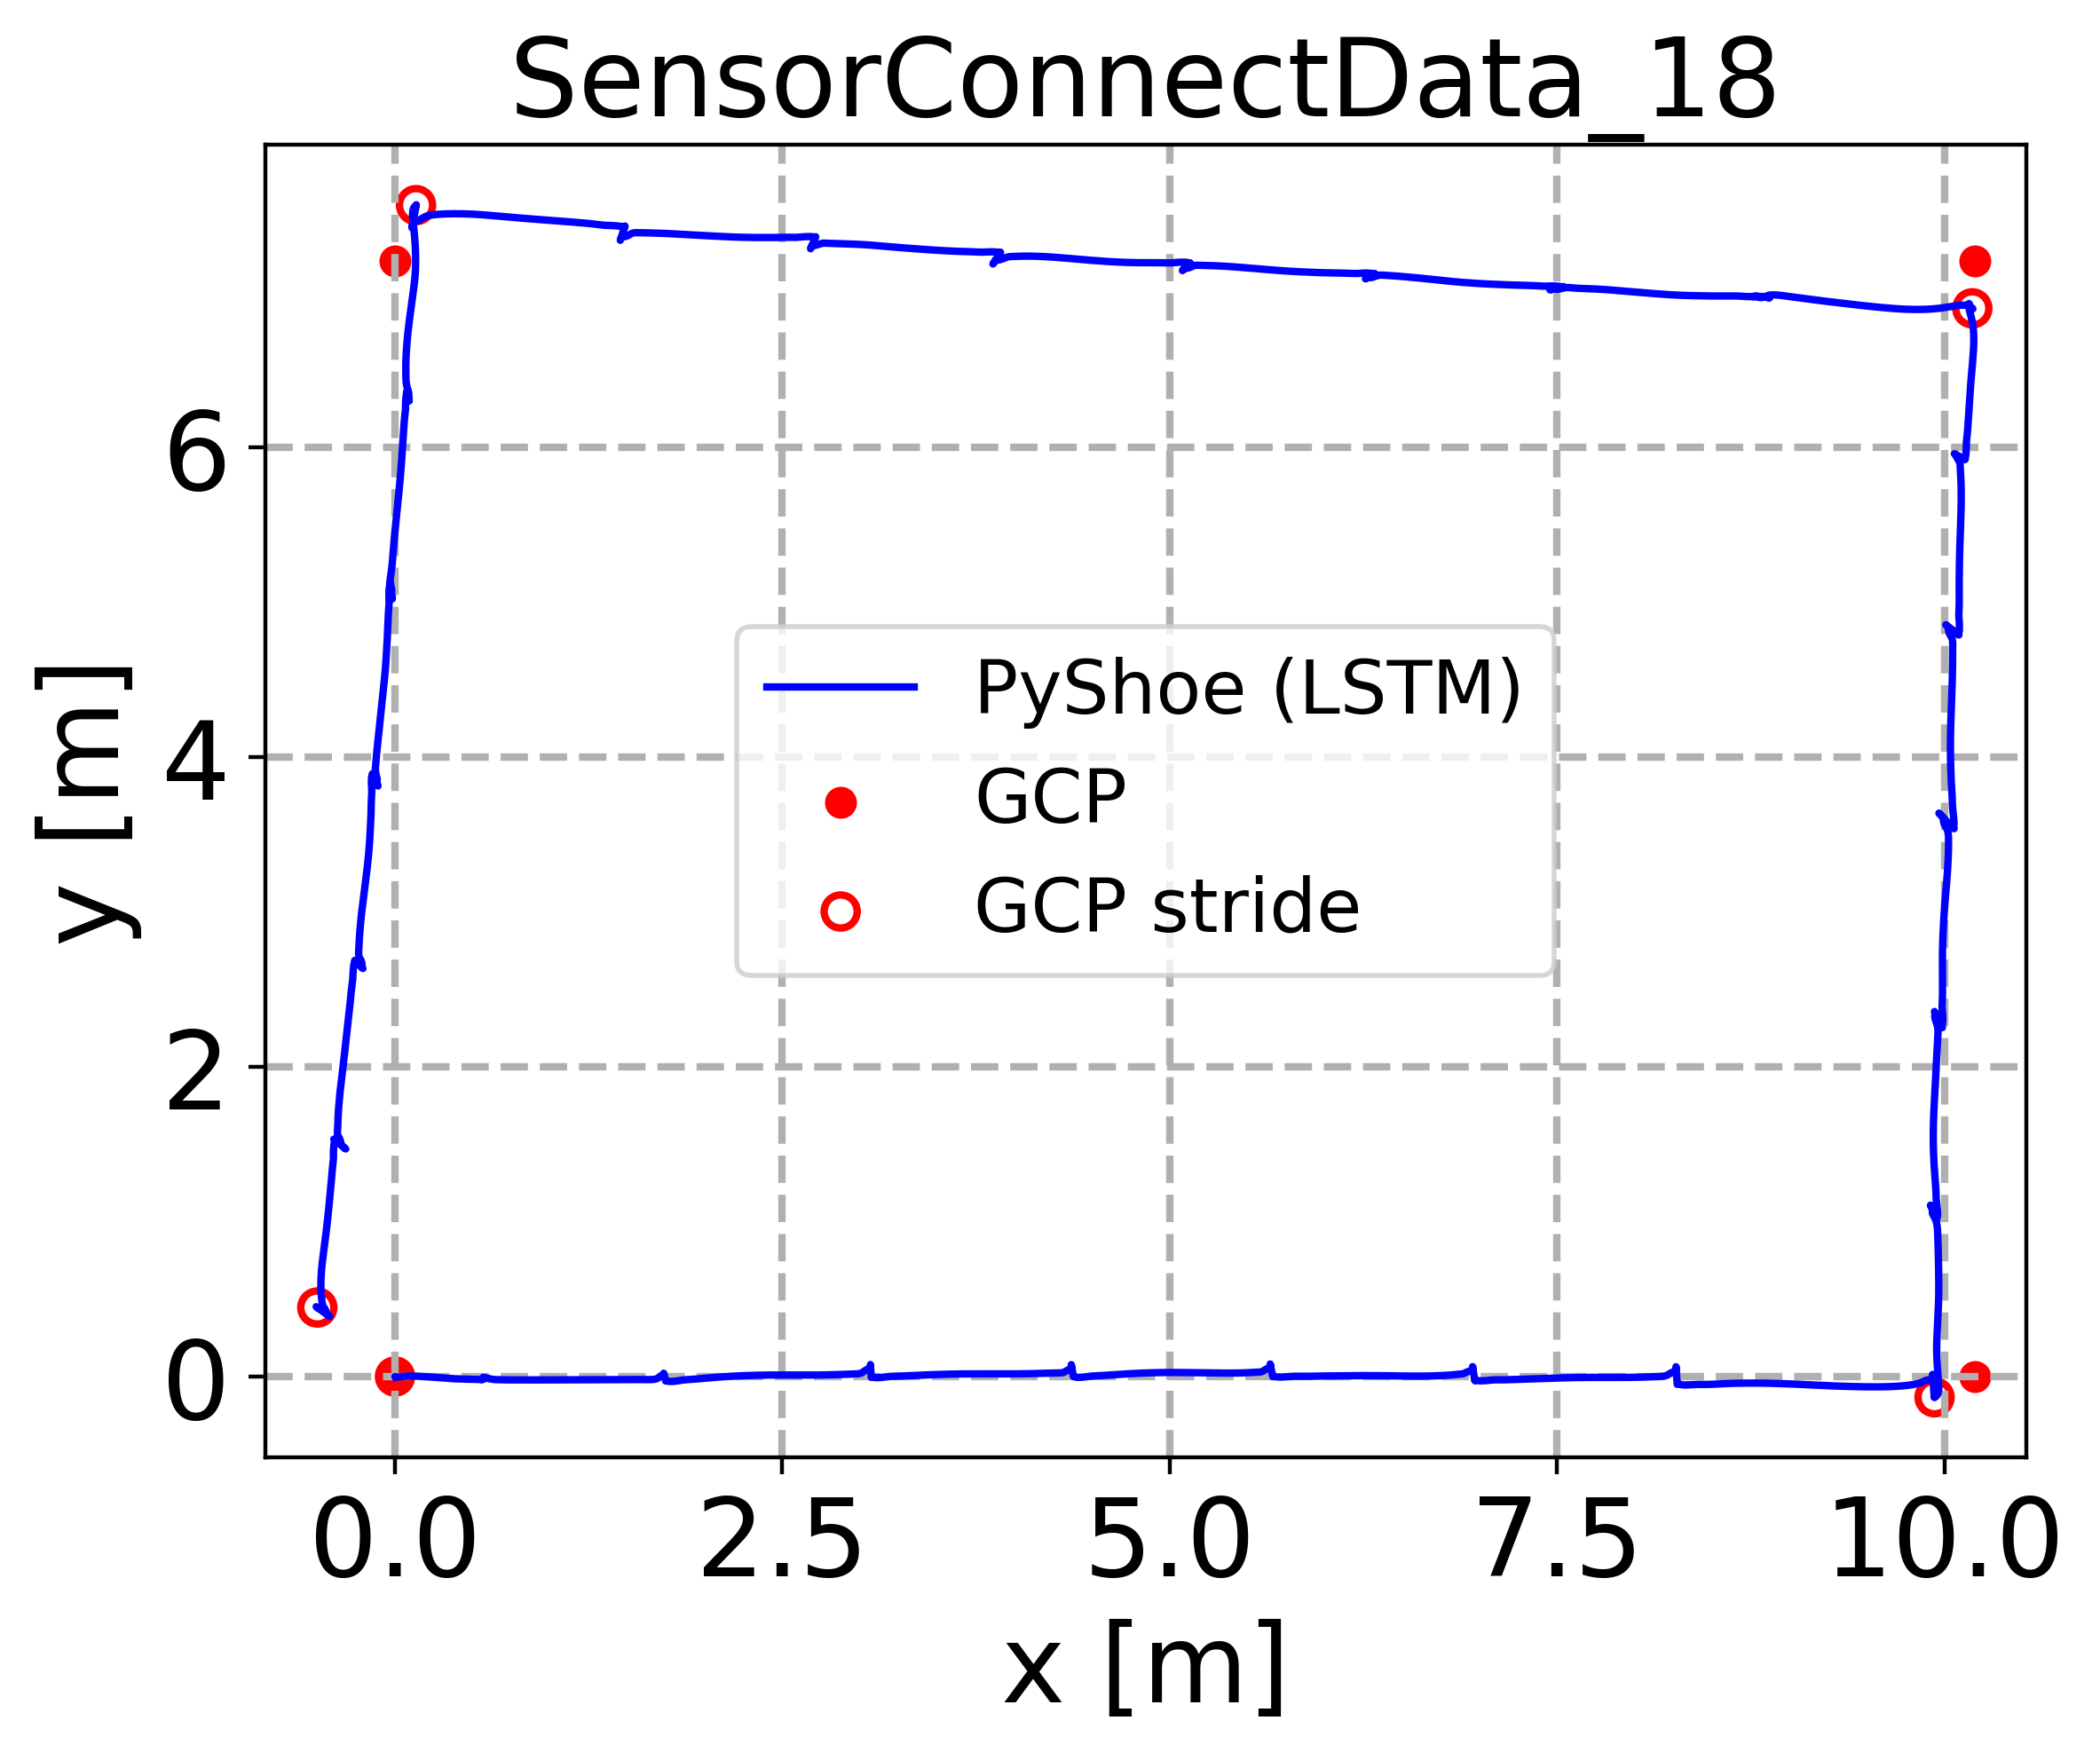 SensorConnectData_18
y [m]
6
4
2
0
PyShoe (LSTM)
GCP
GCP stride
0.0 2.5 5.0 7.5 10.0
x [m]